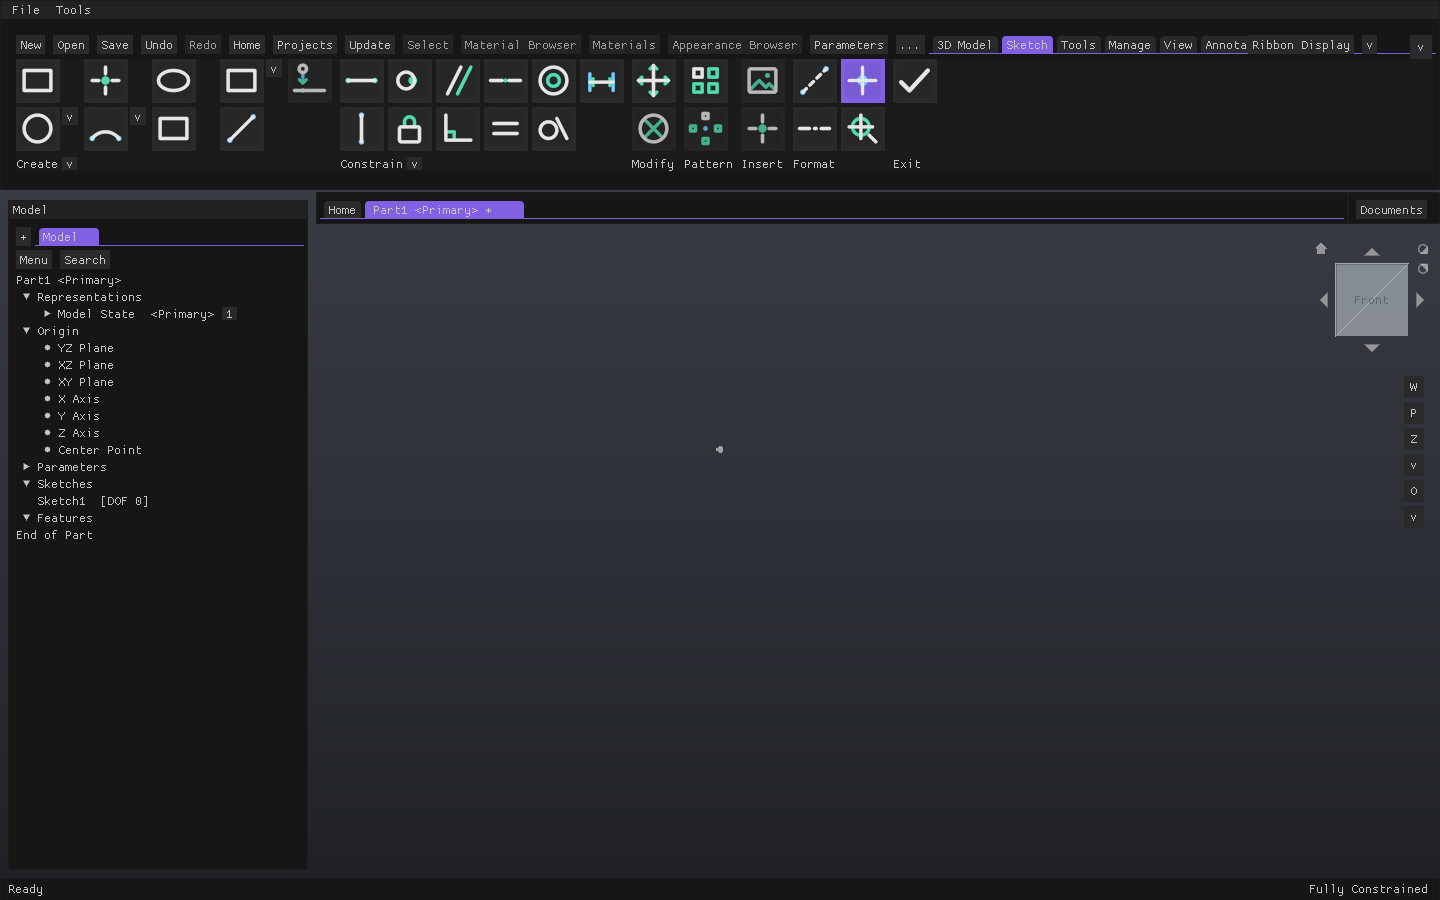 File Tools
New Open Save Undo Redo Home Projects Update Select Material Browser Materials Appearance Browser Parameters ... 3D Model Sketch Tools Manage View Annota Ribbon Display v v
v
v v
Create v Constrain v Modify Pattern Insert Format Exit
Model
Home Part1 <Primary> * Documents
+ Model
Menu Search
Part1 <Primary>
Representations
Model State <Primary> 1
Origin
YZ Plane
XZ Plane
XY Plane
X Axis
Y Axis
Z Axis
Center Point
Parameters
Sketches
Sketch1 [DOF 0]
Features
End of Part
Front
W
P
Z
v
O
v
Ready Fully Constrained